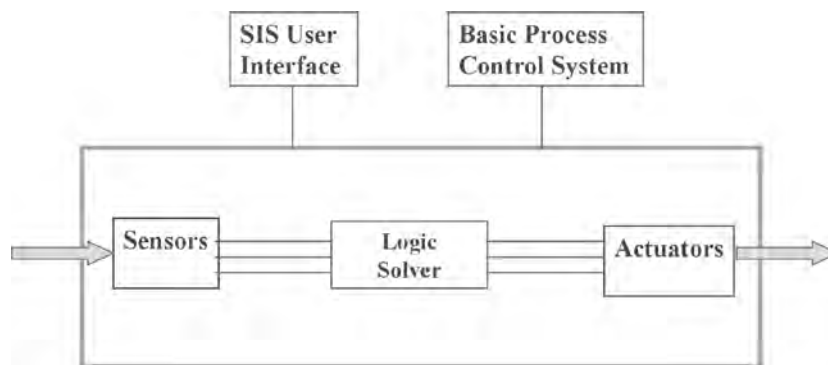 SIS User
Interface
Basic Process
Control System
Sensors
Logic
Solver
Actuators